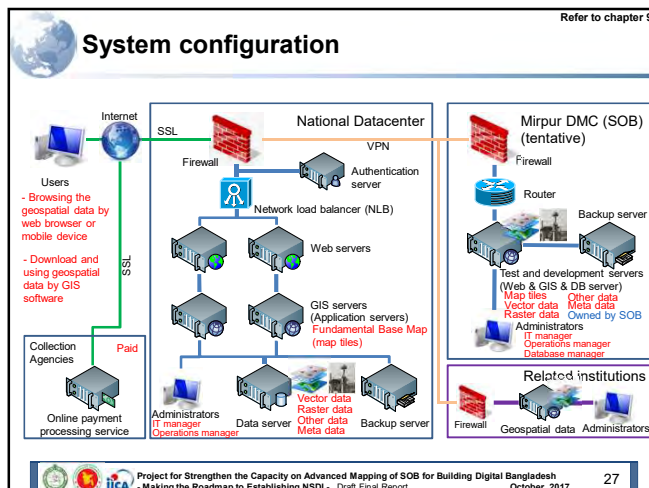 Refer to chapter 9
System configuration
Internet
SSL
Users
- Browsing the
geospatial data by
web browser or
mobile device
- Download and
using geospatial
data by GIS
software
SSL
Collection
Agencies
Paid
Online payment
processing service
National Datacenter
VPN
Firewall
Authentication
server
Network load balancer (NLB)
Web servers
GIS servers
(Application servers)
Fundamental Base Map
(map tiles)
Administrators
IT manager
Operations manager
Data server
Vector data
Raster data
Other data
Meta data
Backup server
Mirpur DMC (SOB)
(tentative)
Firewall
Router
Backup server
Test and development servers
(Web & GIS & DB server)
Map tiles
Vector data
Raster data
Other data
Meta data
Owned by SOB
Administrators
IT manager
Operations manager
Database manager
Related institutions
Firewall
Geospatial data
Administrators
JICA
Project for Strengthen the Capacity on Advanced Mapping of SOB for Building Digital Bangladesh
- Making the Roadmap to Establishing NSDI - Draft Final Report October, 2017
27